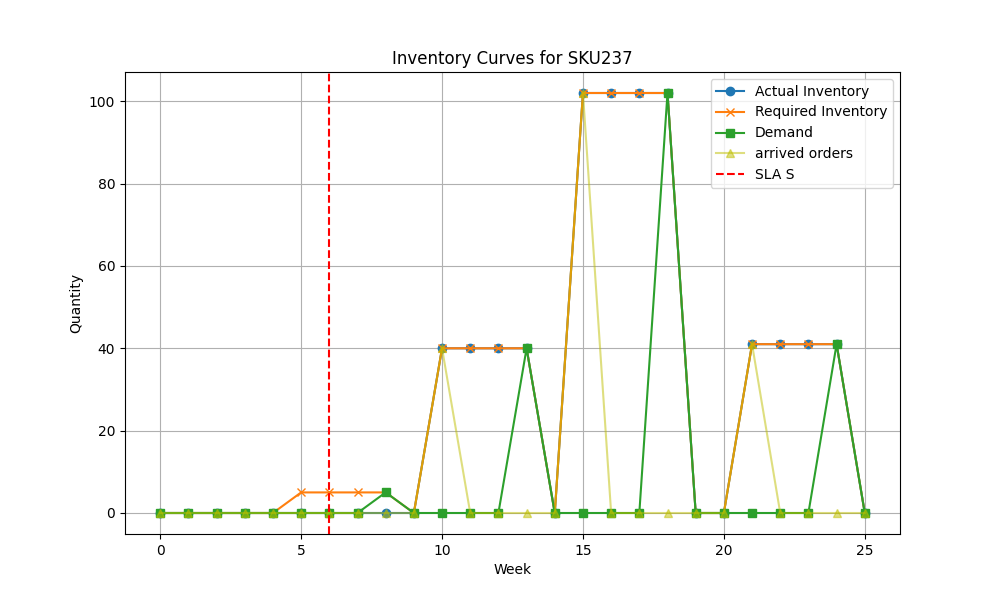 Inventory Curves for SKU237
Actual Inventory
Required Inventory
Demand
arrived orders
SLA S
Quantity
100
80
60
40
20
0
0 5 10 15 20 25
Week